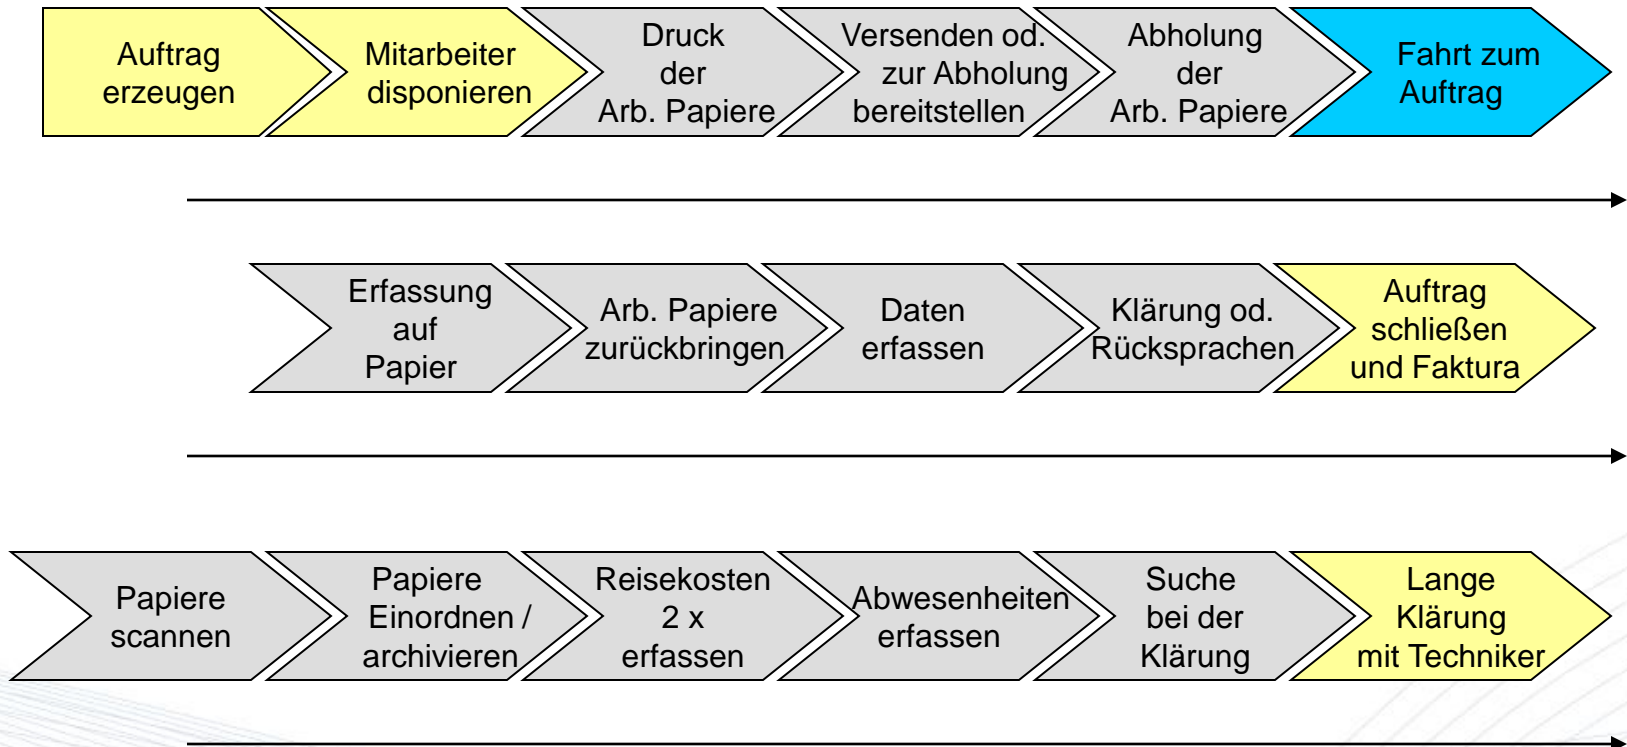 Auftrag
erzeugen
Mitarbeiter
disponieren
Druck
der
Arb. Papiere
Versenden od.
zur Abholung
bereitstellen
Abholung
der
Arb. Papiere
Fahrt zum
Auftrag
Erfassung
auf
Papier
Arb. Papiere
zurückbringen
Daten
erfassen
Klärung od.
Rücksprachen
Auftrag
schließen
und Faktura
Papiere
scannen
Papiere
Einordnen /
archivieren
Reisekosten
2 x
erfassen
Abwesenheiten
erfassen
Suche
bei der
Klärung
Lange
Klärung
mit Techniker